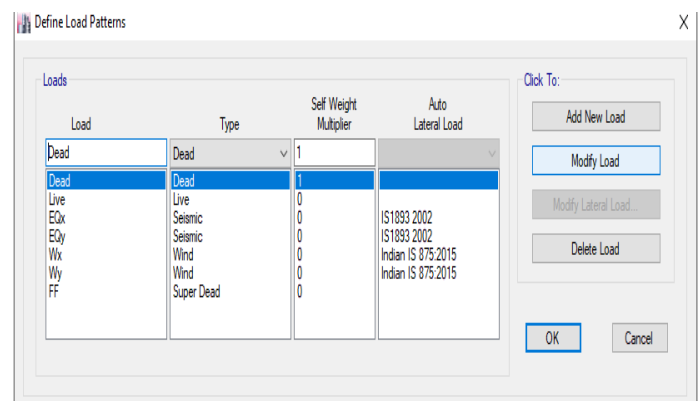 Define Load Patterns
X
Loads
Click To:
Load Type Self Weight Multiplier Auto Lateral Load
Dead Dead 1
Dead Dead 1
Live Live 0
EQx Seismic 0 IS1893 2002
EQy Seismic 0 IS1893 2002
Wx Wind 0 Indian IS 875:2015
Wy Wind 0 Indian IS 875:2015
FF Super Dead 0
Add New Load
Modify Load
Modify Lateral Load...
Delete Load
OK Cancel